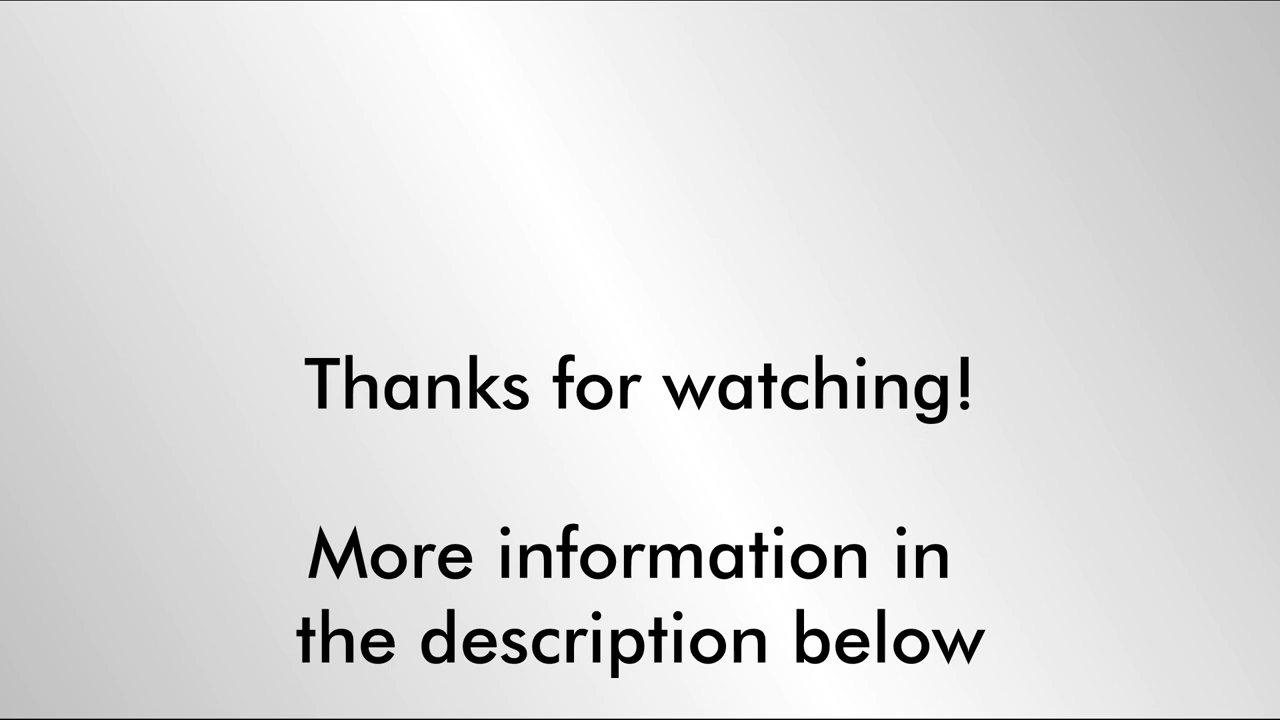 Thanks for watching!
More information in
the description below